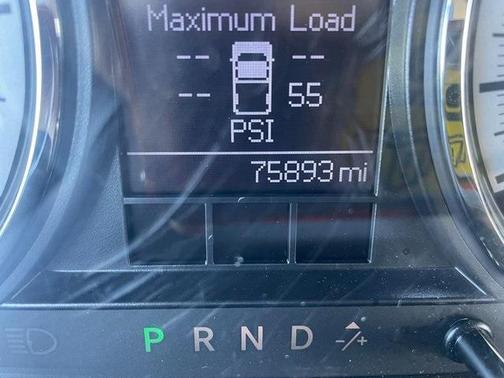 Maximum Load
-- --
-- 55
PSI
75893 mi
P R N D -/+